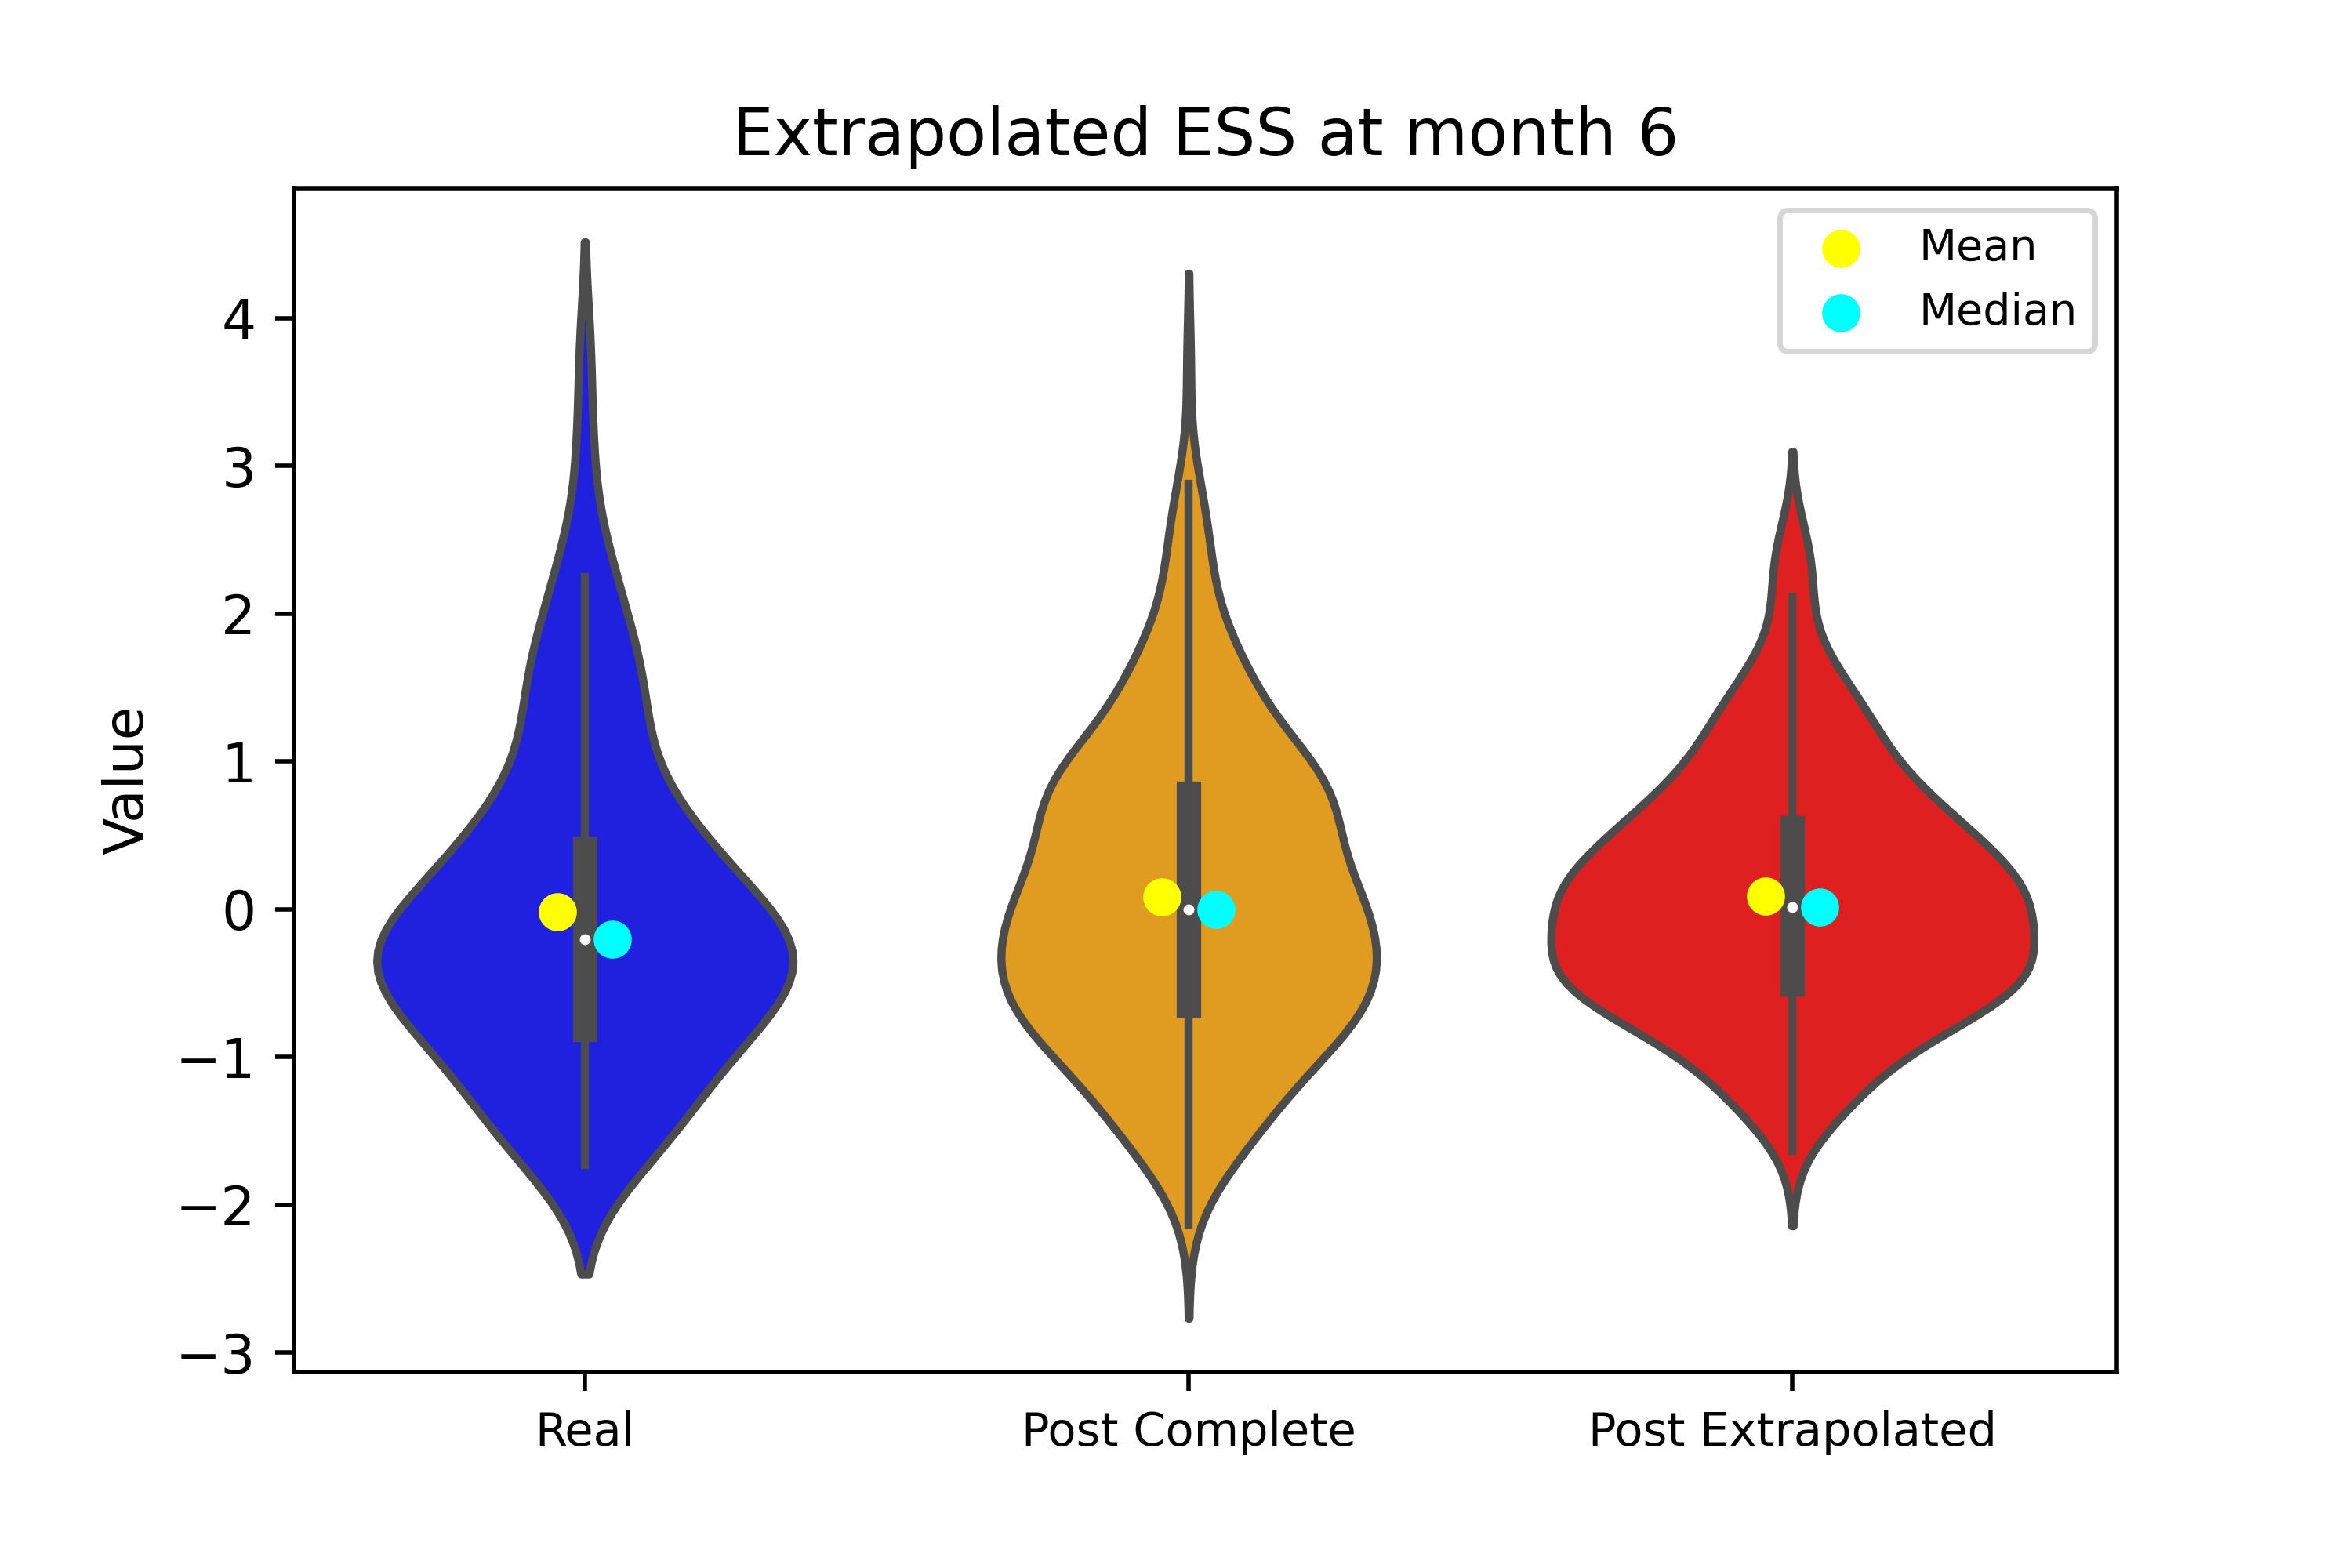 Extrapolated ESS at month 6
Mean
Median
4
3
2
1
0
−1
−2
−3
Value
Real
Post Complete
Post Extrapolated